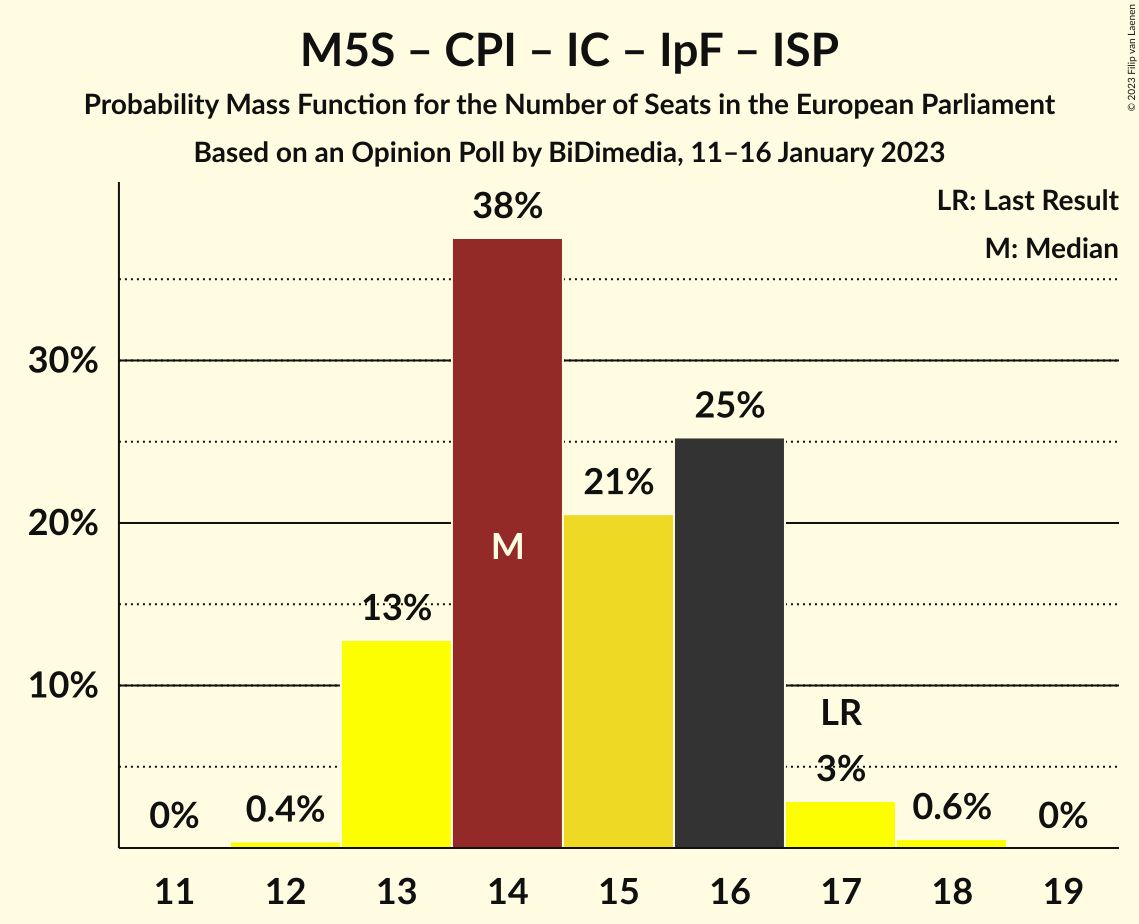 M5S – CPI – IC – IpF – ISP
Probability Mass Function for the Number of Seats in the European Parliament
Based on an Opinion Poll by BiDimedia, 11–16 January 2023
© 2023 Filip van Laenen
LR: Last Result
M: Median
38%
30%
25%
21%
20%
M
13%
10%
LR
3%
0%
0.4%
0.6%
0%
11 12 13 14 15 16 17 18 19